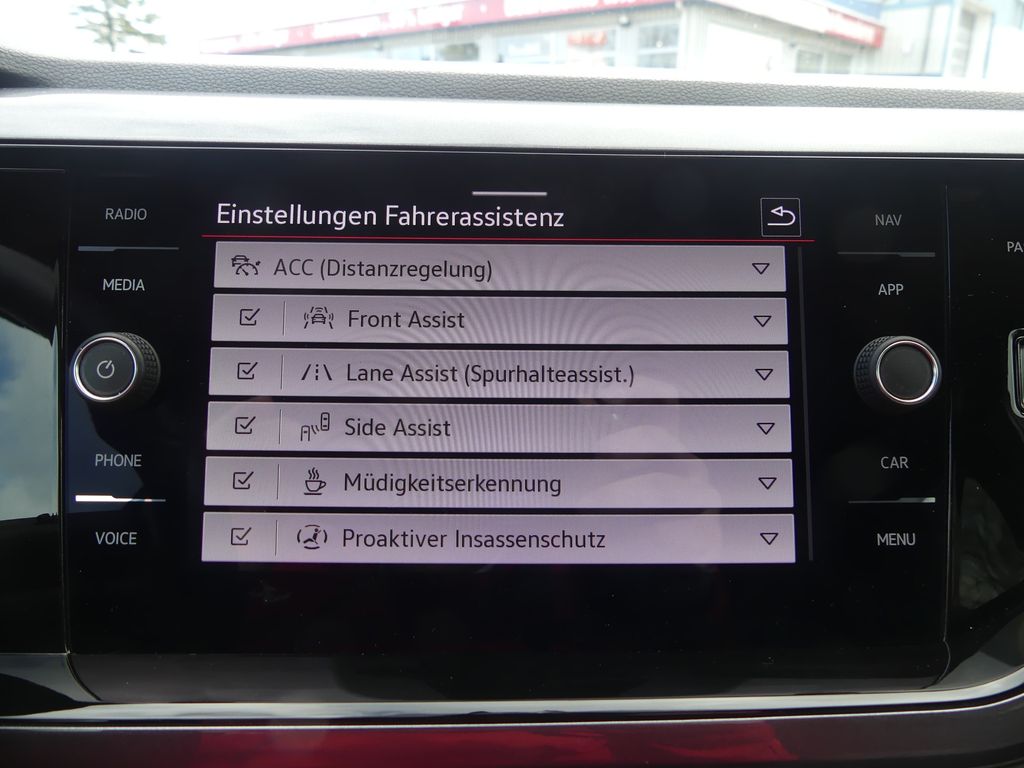 RADIO
MEDIA
PHONE
VOICE
Einstellungen Fahrerassistenz
ACC (Distanzregelung)
Front Assist
Lane Assist (Spurhalteassist.)
Side Assist
Müdigkeitserkennung
Proaktiver Insassenschutz
NAV
APP
CAR
MENU
PA